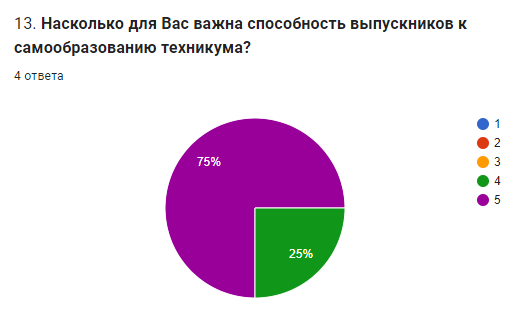 13. Насколько для Вас важна способность выпускников к
самообразованию техникума?
4 ответа
75%
25%
1
2
3
4
5